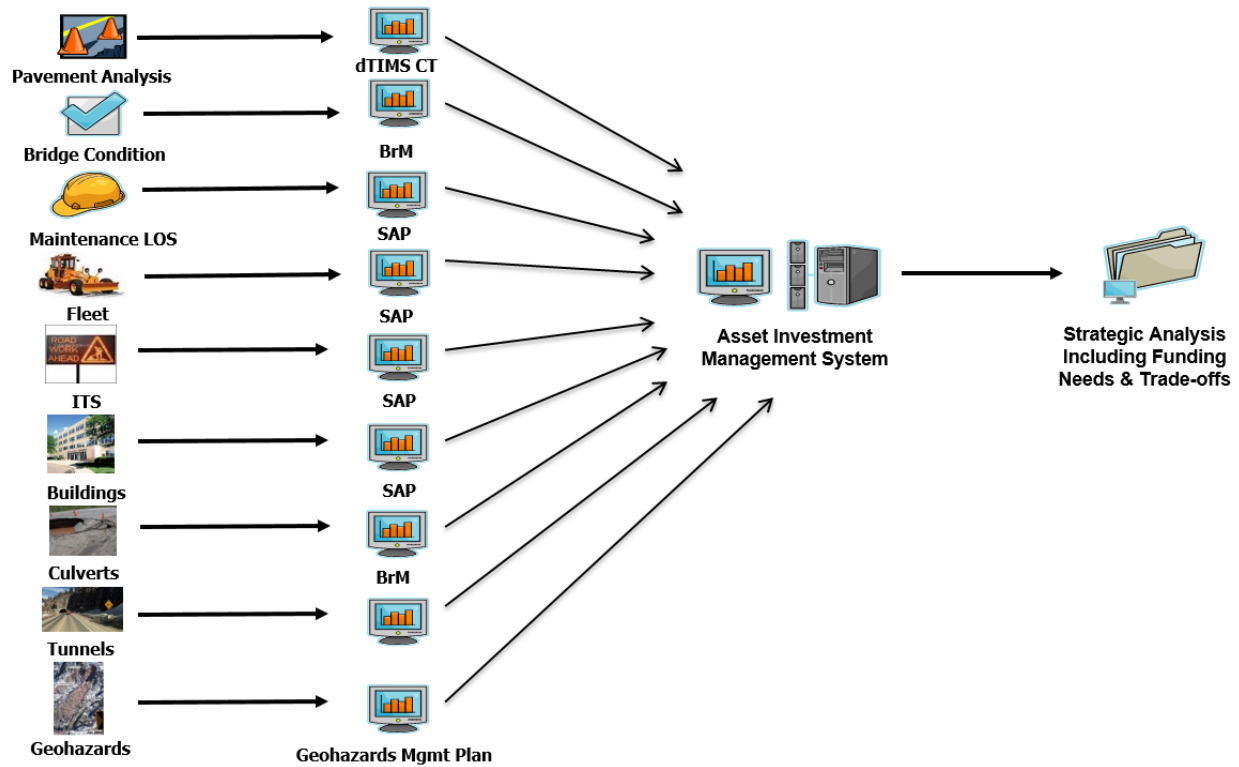 Pavement Analysis
dTIMS CT
Bridge Condition
BrM
Maintenance LOS
SAP
Fleet
SAP
ROAD
WORK
AHEAD
ITS
SAP
Buildings
SAP
Culverts
BrM
Tunnels
Geohazards
Geohazards Mgmt Plan
Asset Investment
Management System
Strategic Analysis
Including Funding
Needs & Trade-offs